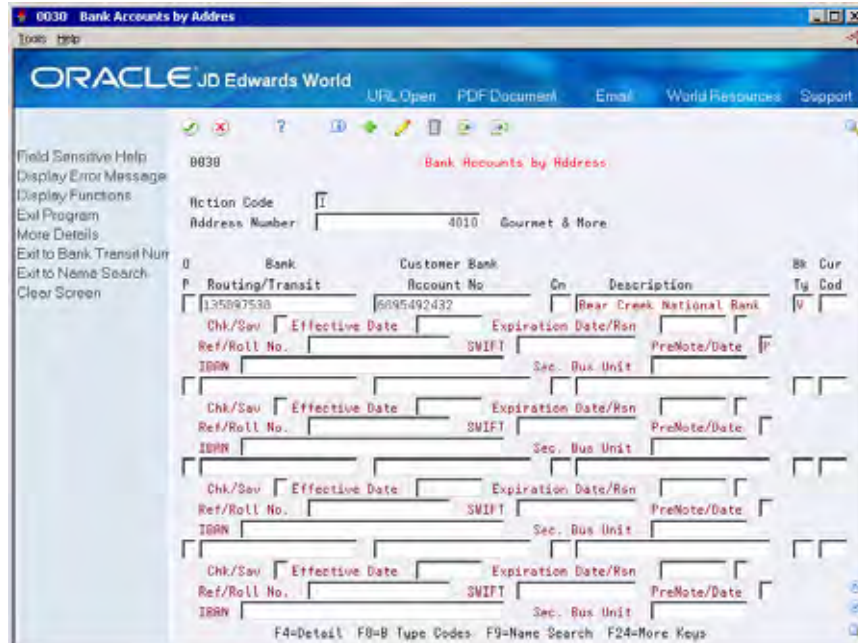 0030 Bank Accounts by Addres
Tools Help
ORACLE JD Edwards World
URL Open PDF Document Email World Resources Support
Field Sensitive Help
Display Error Message
Display Functions
Exit Program
More Details
Exit to Bank Transit Num
Exit to Name Search
Clear Screen
0030 Bank Accounts by Address
Action Code I
Address Number 4010 Gourmet & More
O Bank Customer Bank Bk Cur
P Routing/Transit Account No Cn Description Ty Cod
135897538 6895492432 Bear Creek National Bank V
Chk/Sav Effective Date Expiration Date/Rsn
Ref/Roll No. SWIFT PreNote/Date P
IBAN Sec. Bus Unit
Chk/Sav Effective Date Expiration Date/Rsn
Ref/Roll No. SWIFT PreNote/Date
IBAN Sec. Bus Unit
Chk/Sav Effective Date Expiration Date/Rsn
Ref/Roll No. SWIFT PreNote/Date
IBAN Sec. Bus Unit
Chk/Sav Effective Date Expiration Date/Rsn
Ref/Roll No. SWIFT PreNote/Date
IBAN Sec. Bus Unit
F4=Detail F8=B Type Codes F9=Name Search F24=More Keys